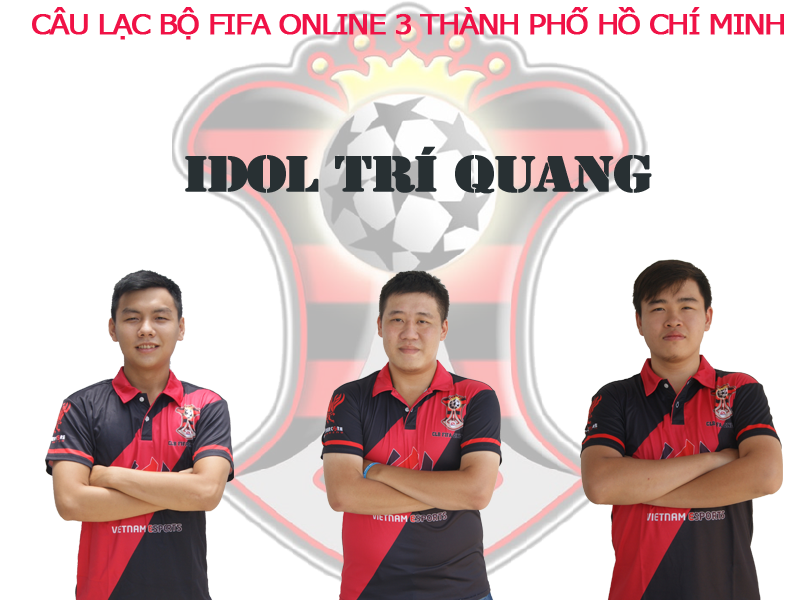 CÂU LẠC BỘ FIFA ONLINE 3 THÀNH PHỐ HỒ CHÍ MINH
IDOL TRÍ QUANG
VIETNAM ESPORTS
VIETNAM ESPORTS
VIETNAM ESPORTS